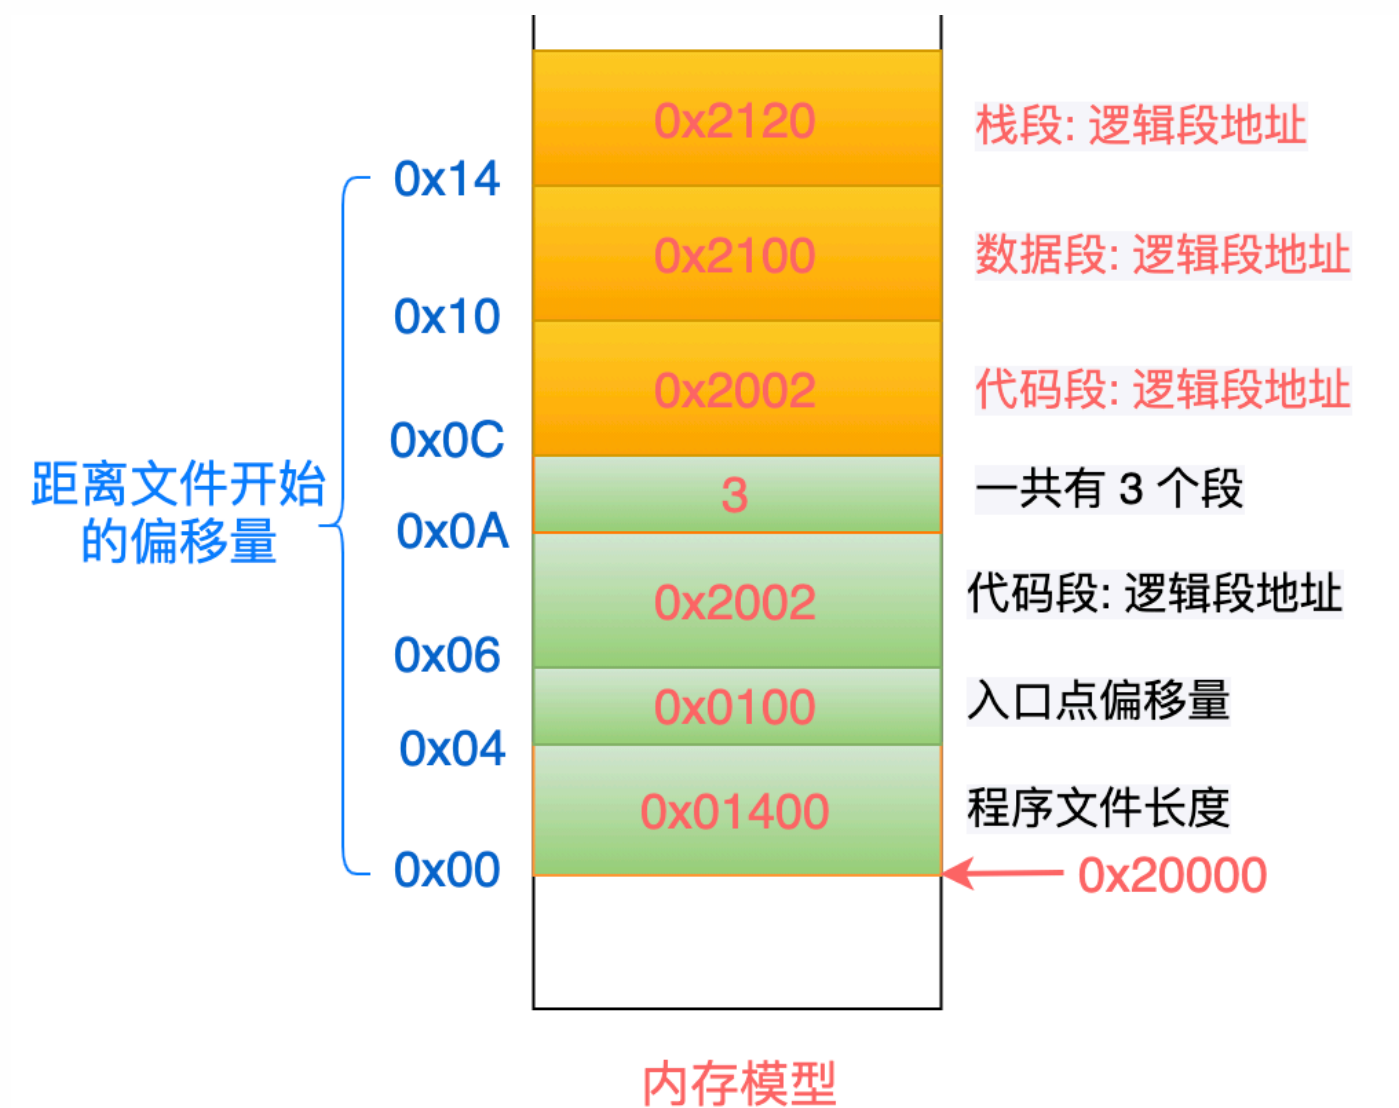 0x2120
栈段: 逻辑段地址
0x14
0x2100
数据段: 逻辑段地址
0x10
0x2002
代码段: 逻辑段地址
0x0C
距离文件开始
的偏移量
3
一共有 3 个段
0x0A
0x2002
代码段: 逻辑段地址
0x06
0x0100
入口点偏移量
0x04
0x01400
程序文件长度
0x00
0x20000
内存模型